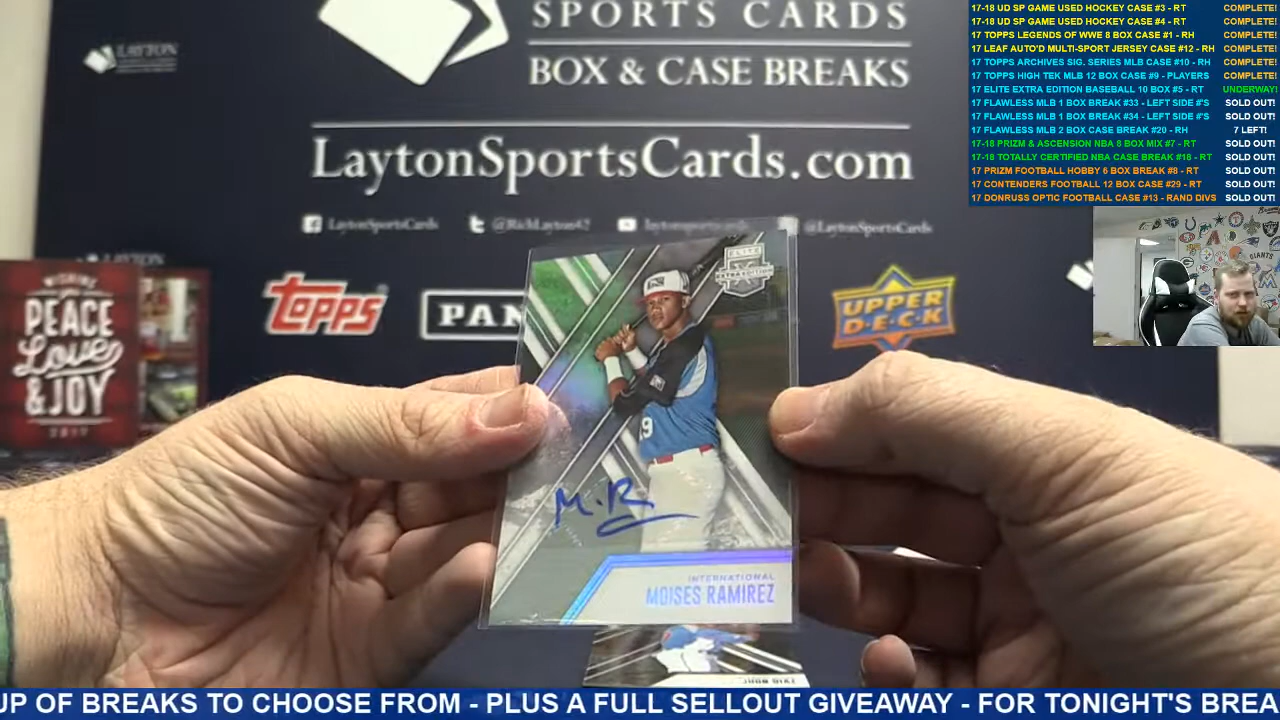 SPORTS CARDS
BOX & CASE BREAKS
LaytonSportsCards.com
LaytonSportsCards
@RichLayton42
@LaytonSportsCards
LAYTON
17-18 UD SP GAME USED HOCKEY CASE #3 - RT COMPLETE!
17-18 UD SP GAME USED HOCKEY CASE #4 - RT COMPLETE!
17 TOPPS LEGENDS OF WWE 8 BOX CASE #1 - RH COMPLETE!
17 LEAF AUTO'D MULTI-SPORT JERSEY CASE #12 - RH COMPLETE!
17 TOPPS ARCHIVES SIG. SERIES MLB CASE #10 - RH COMPLETE!
17 TOPPS HIGH TEK MLB 12 BOX CASE #9 - PLAYERS COMPLETE!
17 ELITE EXTRA EDITION BASEBALL 10 BOX #5 - RT UNDERWAY!
17 FLAWLESS MLB 1 BOX BREAK #33 - LEFT SIDE #'S SOLD OUT!
17 FLAWLESS MLB 1 BOX BREAK #34 - LEFT SIDE #'S SOLD OUT!
17 FLAWLESS MLB 2 BOX CASE BREAK #20 - RH 7 LEFT!
17-18 PRIZM & ASCENSION NBA 8 BOX MIX #7 - RT SOLD OUT!
17-18 TOTALLY CERTIFIED NBA CASE BREAK #16 - RT SOLD OUT!
17 PRIZM FOOTBALL HOBBY 6 BOX BREAK #8 - RT SOLD OUT!
17 CONTENDERS FOOTBALL 12 BOX CASE #29 - RT SOLD OUT!
17 DONRUSS OPTIC FOOTBALL CASE #13 - RAND DIVS SOLD OUT!
WISHING
PEACE
Love
& JOY
2017
topps
PAN
UPPER
DECK
ELITE
EXTRA EDITION
19
M.R
INTERNATIONAL
MOISES RAMIREZ
UP OF BREAKS TO CHOOSE FROM - PLUS A FULL SELLOUT GIVEAWAY - FOR TONIGHT'S BREA